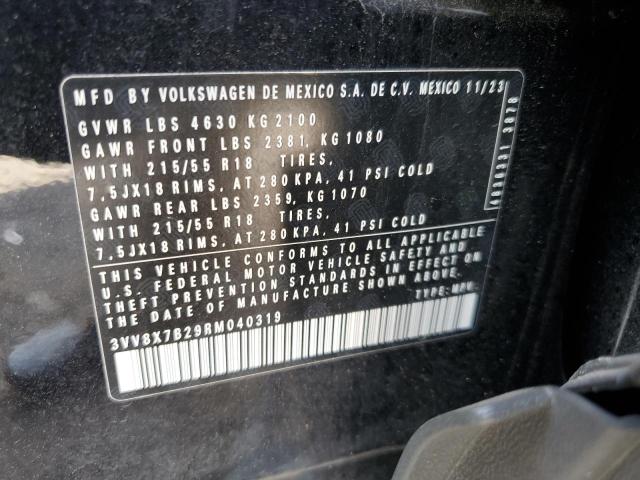 MFD BY VOLKSWAGEN DE MEXICO S.A. DE C.V. MEXICO 11/23
GVWR LBS 4630 KG 2100
GAWR FRONT LBS 2381, KG 1080
WITH 215/55 R18 TIRES,
7,5JX18 RIMS, AT 280 KPA, 41 PSI COLD
GAWR REAR LBS 2359, KG 1070
WITH 215/55 R18 TIRES,
7,5JX18 RIMS, AT 280 KPA, 41 PSI COLD
THIS VEHICLE CONFORMS TO ALL APPLICABLE
U.S. FEDERAL MOTOR VEHICLE SAFETY AND
THEFT PREVENTION STANDARDS IN EFFECT ON
THE DATE OF MANUFACTURE SHOWN ABOVE.
3VV8X7B29RM040319 TYPE: MPV